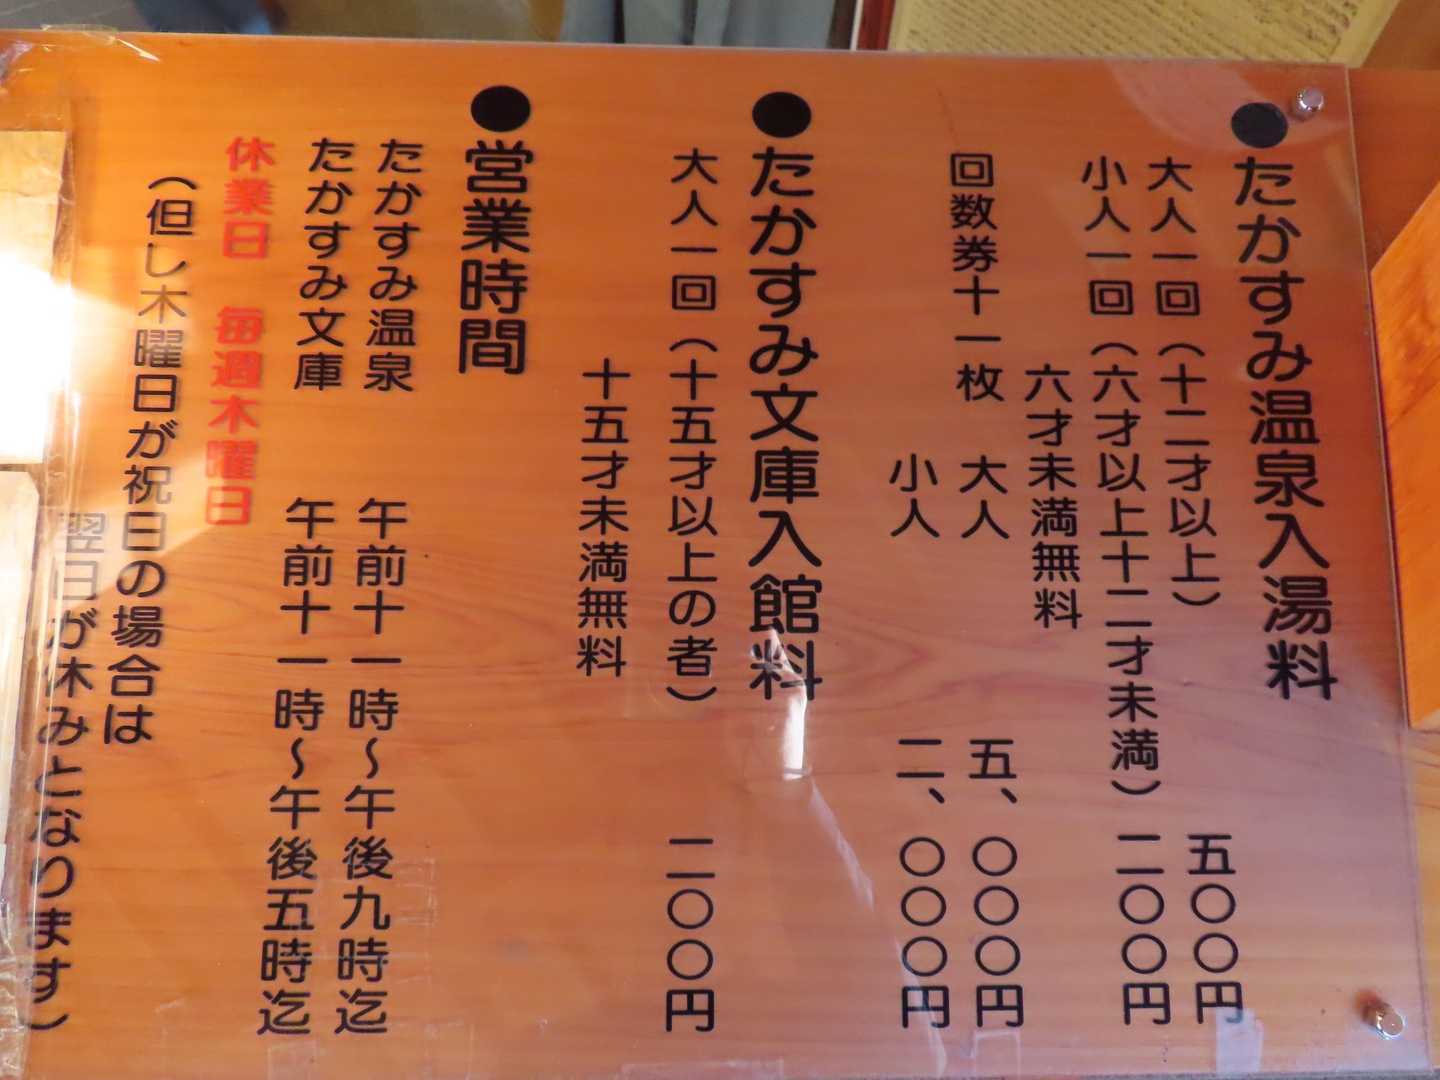 ●たかすみ温泉入湯料
大人一回（十二才以上）　五〇〇円
小人一回（六才以上十二才未満）二〇〇円
六才未満無料
回数券十一枚　大人　五、〇〇〇円
小人　二、〇〇〇円
●たかすみ文庫入館料
大人一回（十五才以上の者）　二〇〇円
十五才未満無料
●営業時間
たかすみ温泉　午前十一時～午後九時迄
たかすみ文庫　午前十一時～午後五時迄
休業日　毎週木曜日
（但し木曜日が祝日の場合は
翌日が休みとなります）